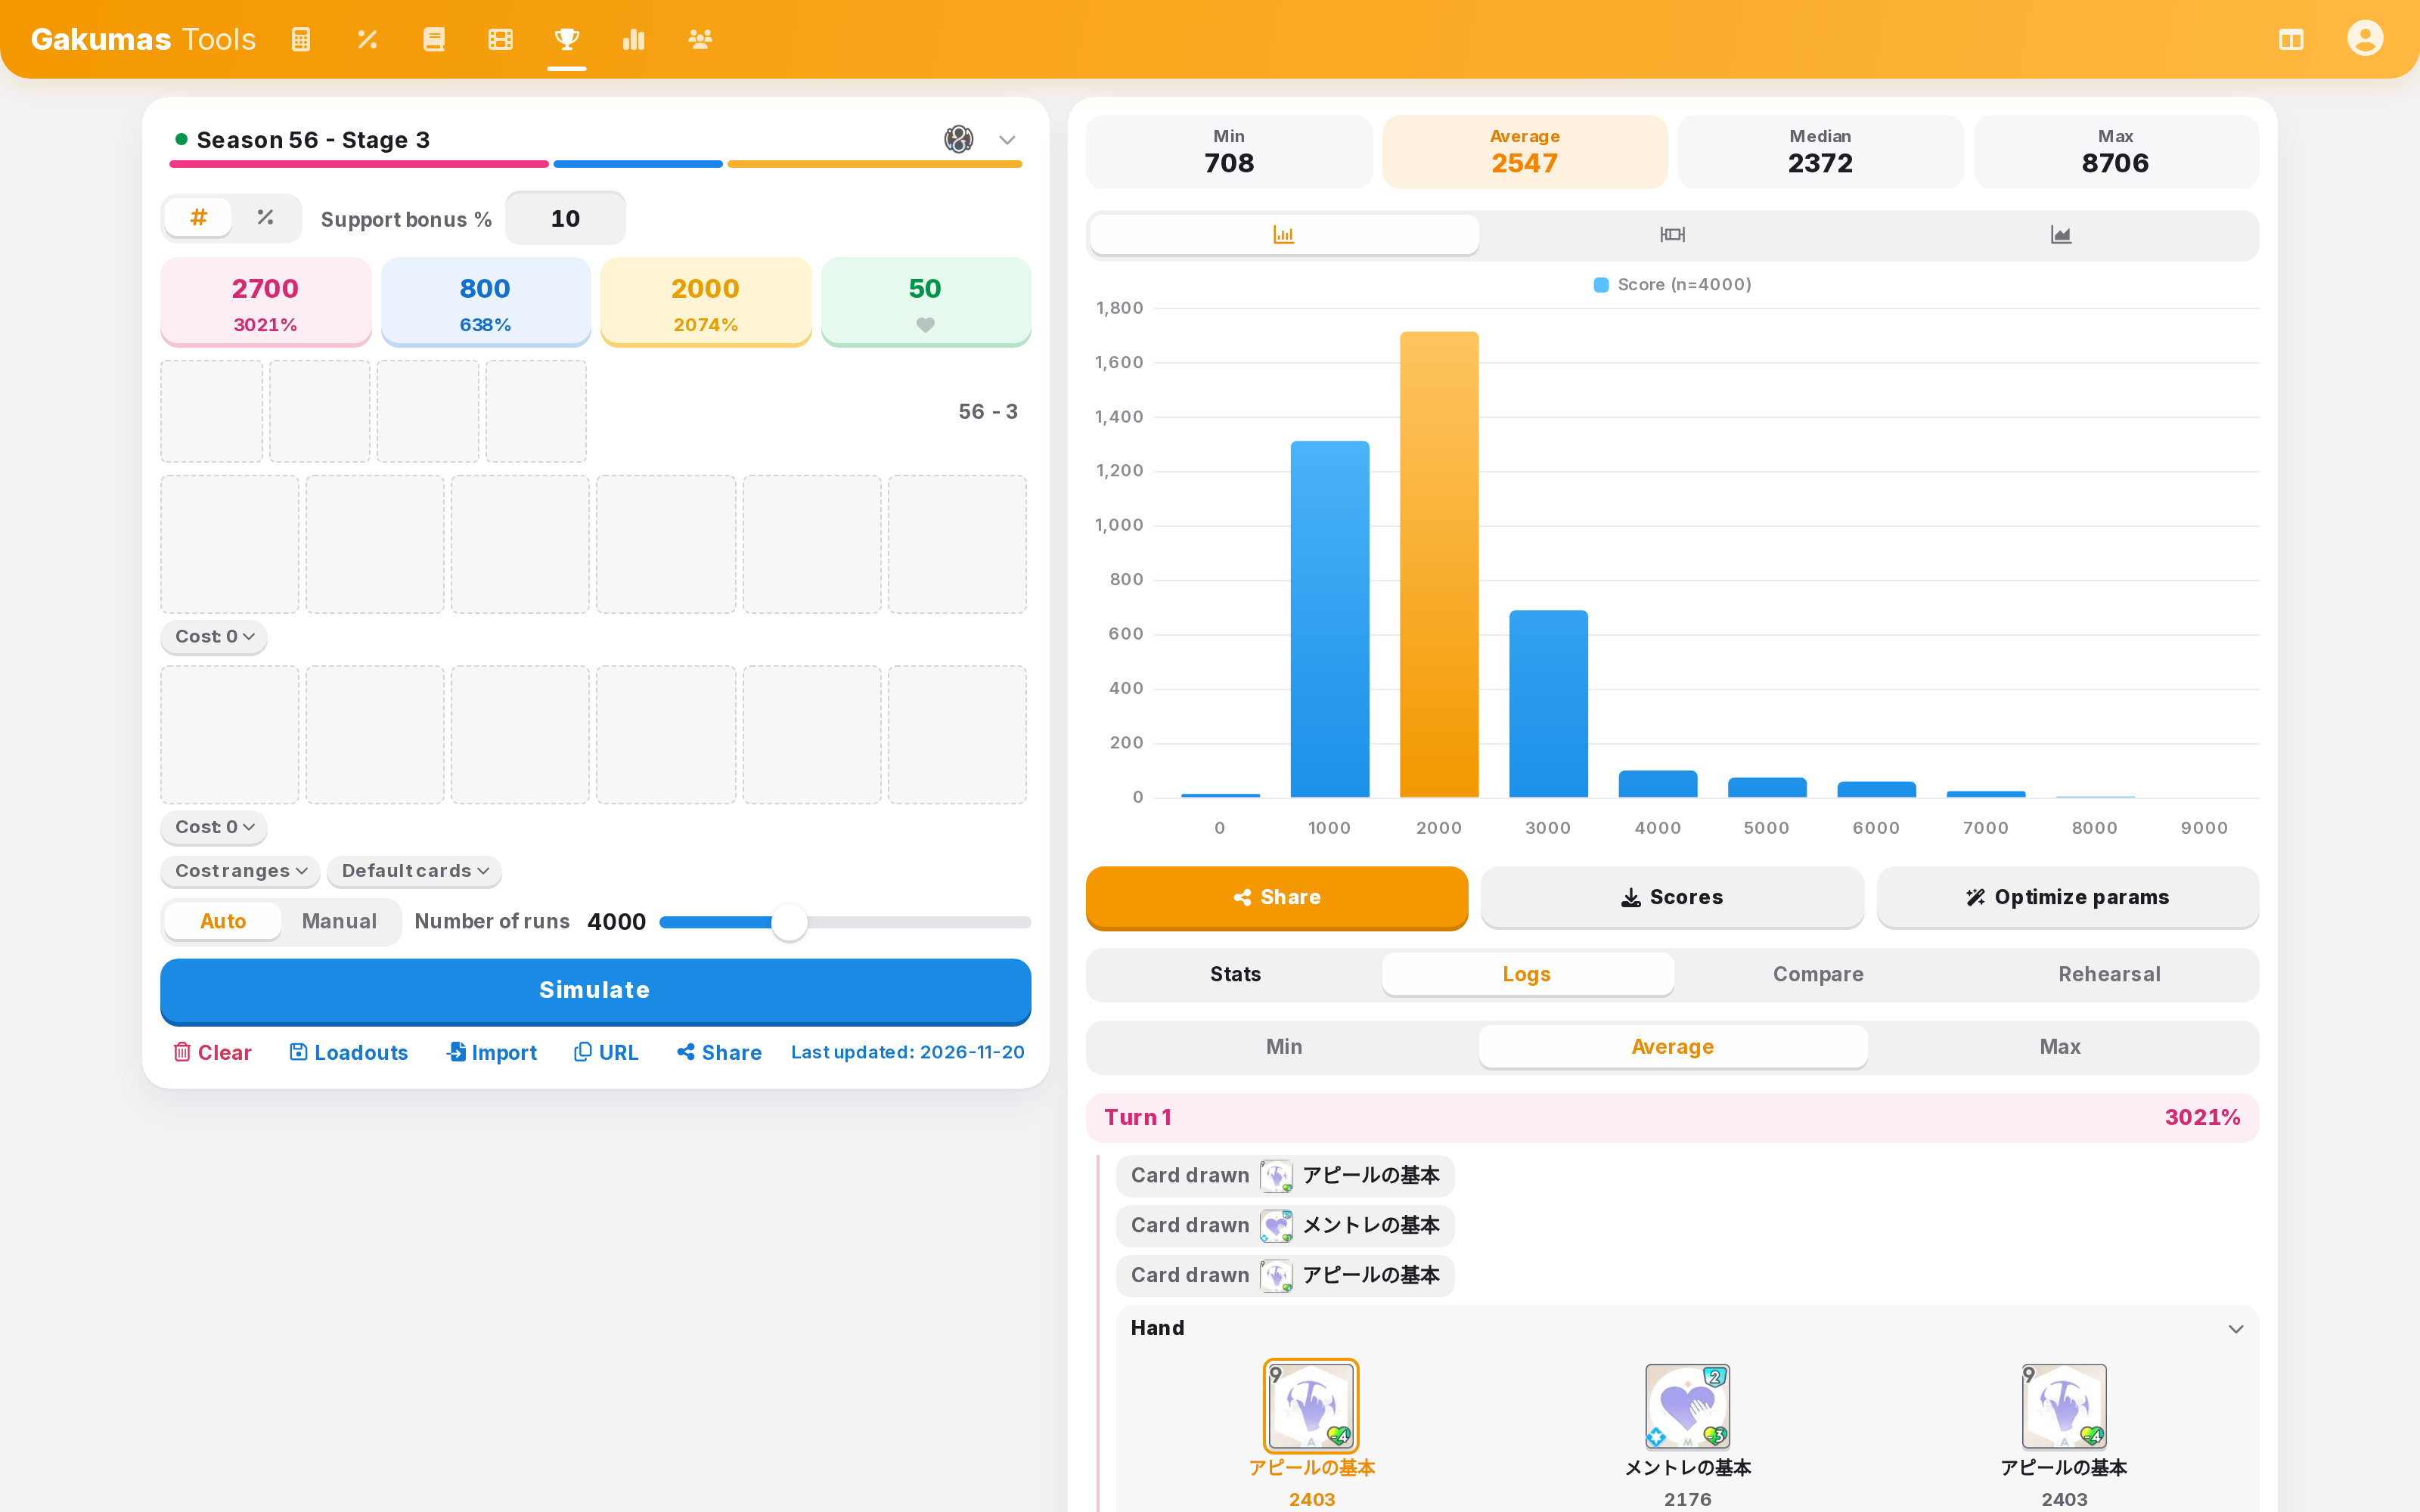 Gakumas Tools
Season 56 - Stage 3
# % Support bonus % 10
2700 800 2000 50
3021% 638% 2074%
56 - 3
Cost: 0
Cost: 0
Cost ranges Default cards
Auto Manual Number of runs 4000
Simulate
Clear Loadouts Import URL Share Last updated: 2026-11-20
Min Average Median Max
708 2547 2372 8706
Score (n=4000)
1,800
1,600
1,400
1,200
1,000
800
600
400
200
0
0 1000 2000 3000 4000 5000 6000 7000 8000 9000
Share Scores Optimize params
Stats Logs Compare Rehearsal
Min Average Max
Turn 1 3021%
Card drawn アピールの基本
Card drawn メントレの基本
Card drawn アピールの基本
Hand
9 2 9
-4 -3 -4
A M A
アピールの基本 メントレの基本 アピールの基本
2403 2176 2403